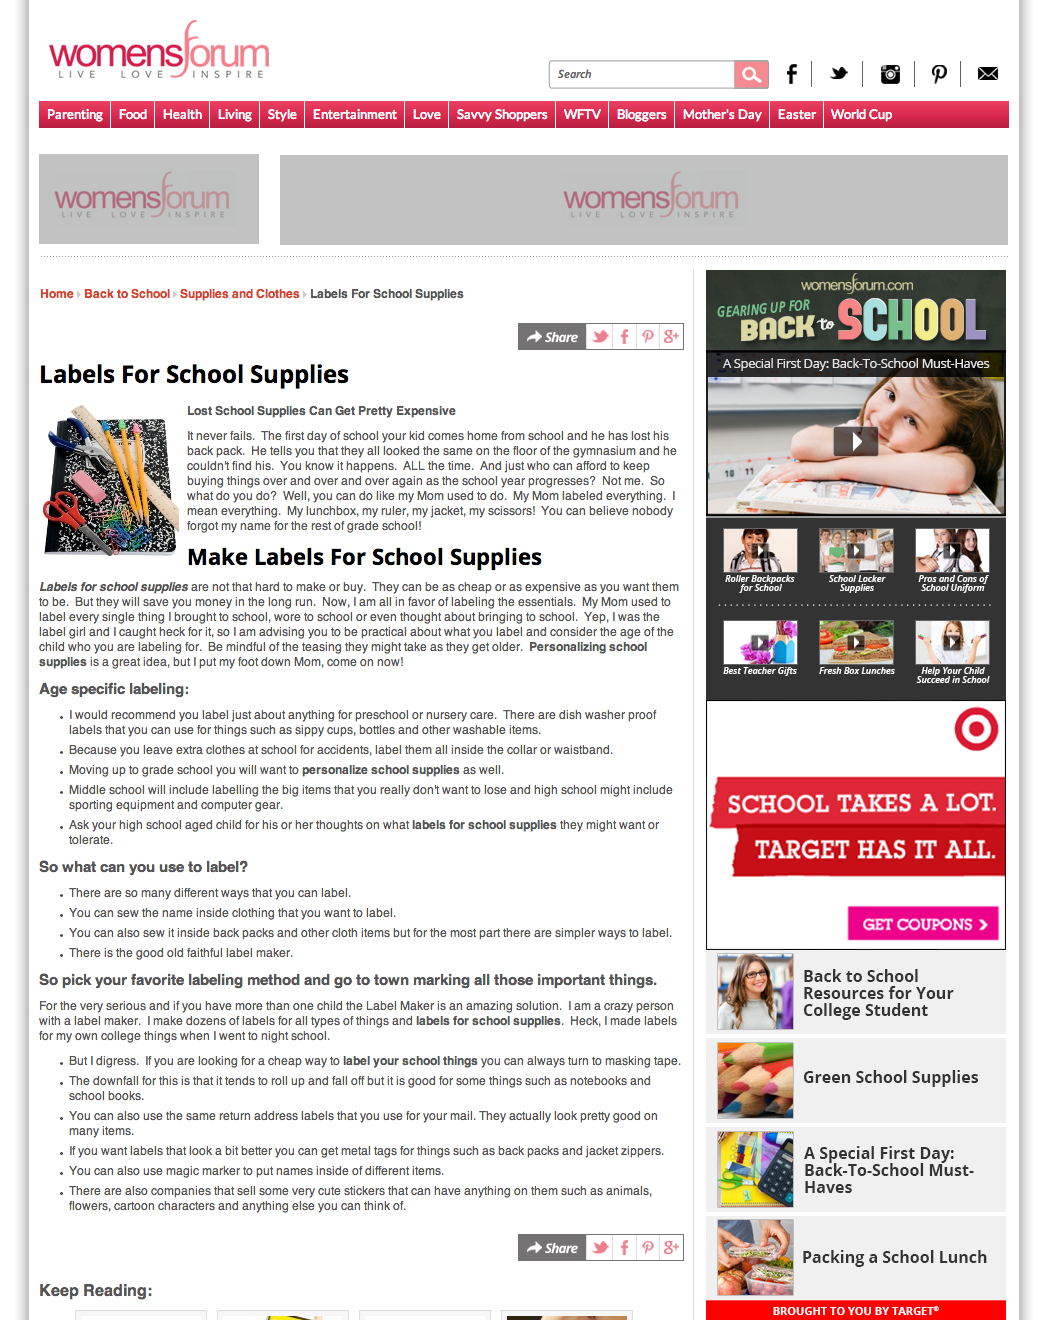 womensforum
LIVE LOVE INSPIRE
Search
Parenting Food Health Living Style Entertainment Love Savvy Shoppers WFTV Bloggers Mother's Day Easter World Cup
womensforum
LIVE LOVE INSPIRE
womensforum
LIVE LOVE INSPIRE
Home Back to School Supplies and Clothes Labels For School Supplies
Share
Labels For School Supplies
Lost School Supplies Can Get Pretty Expensive
It never fails. The first day of school your kid comes home from school and he has lost his
back pack. He tells you that they all looked the same on the floor of the gymnasium and he
couldn't find his. You know it happens. ALL the time. And just who can afford to keep
buying things over and over and over again as the school year progresses? Not me. So
what do you do? Well, you can do like my Mom used to do. My Mom labeled everything. I
mean everything. My lunchbox, my ruler, my jacket, my scissors! You can believe nobody
forgot my name for the rest of grade school!
Make Labels For School Supplies
Labels for school supplies are not that hard to make or buy. They can be as cheap or as expensive as you want them
to be. But they will save you money in the long run. Now, I am all in favor of labeling the essentials. My Mom used to
label every single thing I brought to school, wore to school or even thought about bringing to school. Yep, I was the
label girl and I caught heck for it, so I am advising you to be practical about what you label and consider the age of the
child who you are labeling for. Be mindful of the teasing they might take as they get older. Personalizing school
supplies is a great idea, but I put my foot down Mom, come on now!
Age specific labeling:
• I would recommend you label just about anything for preschool or nursery care. There are dish washer proof
labels that you can use for things such as sippy cups, bottles and other washable items.
• Because you leave extra clothes at school for accidents, label them all inside the collar or waistband.
• Moving up to grade school you will want to personalize school supplies as well.
• Middle school will include labelling the big items that you really don't want to lose and high school might include
sporting equipment and computer gear.
• Ask your high school aged child for his or her thoughts on what labels for school supplies they might want or
tolerate.
So what can you use to label?
• There are so many different ways that you can label.
• You can sew the name inside clothing that you want to label.
• You can also sew it inside back packs and other cloth items but for the most part there are simpler ways to label.
• There is the good old faithful label maker.
So pick your favorite labeling method and go to town marking all those important things.
For the very serious and if you have more than one child the Label Maker is an amazing solution. I am a crazy person
with a label maker. I make dozens of labels for all types of things and labels for school supplies. Heck, I made labels
for my own college things when I went to night school.
• But I digress. If you are looking for a cheap way to label your school things you can always turn to masking tape.
• The downfall for this is that it tends to roll up and fall off but it is good for some things such as notebooks and
school books.
• You can also use the same return address labels that you use for your mail. They actually look pretty good on
many items.
• If you want labels that look a bit better you can get metal tags for things such as back packs and jacket zippers.
• You can also use magic marker to put names inside of different items.
• There are also companies that sell some very cute stickers that can have anything on them such as animals,
flowers, cartoon characters and anything else you can think of.
Share
Keep Reading:
womensforum.com
GEARING UP FOR
BACK to SCHOOL
A Special First Day: Back-To-School Must-Haves
Roller Backpacks
for School
School Locker
Supplies
Pros and Cons of
School Uniform
Best Teacher Gifts
Fresh Box Lunches
Help Your Child
Succeed in School
SCHOOL TAKES A LOT.
TARGET HAS IT ALL.
GET COUPONS >
Back to School
Resources for Your
College Student
Green School Supplies
A Special First Day:
Back-To-School Must-
Haves
Packing a School Lunch
BROUGHT TO YOU BY TARGET®